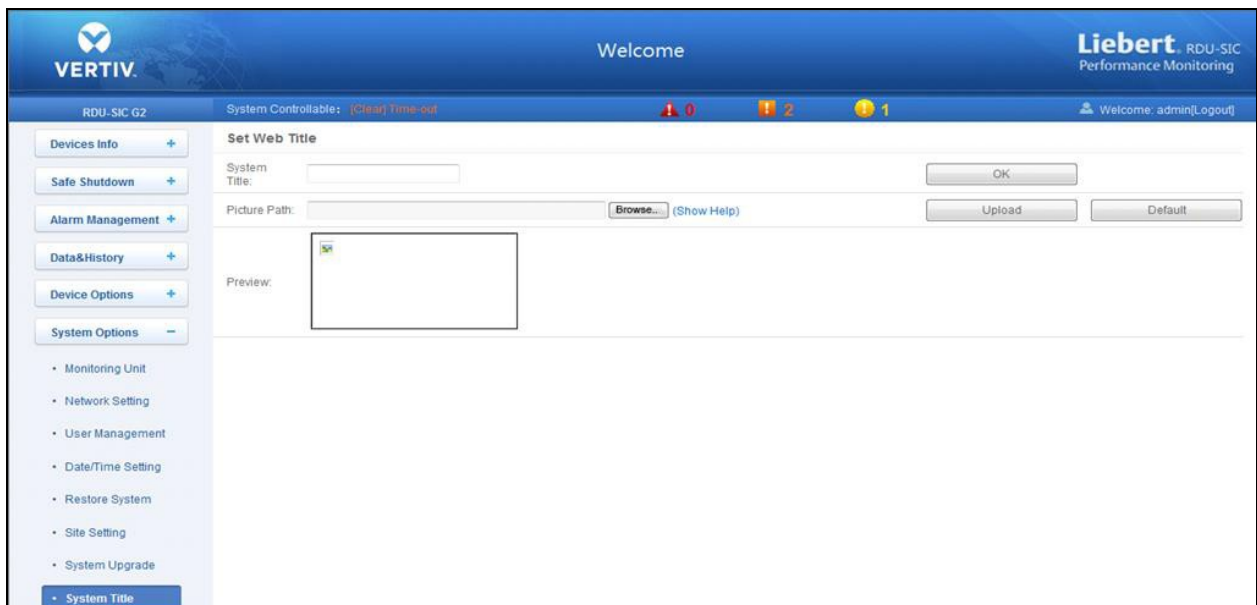 VERTIV.
Welcome
Liebert® RDU-SIC
Performance Monitoring
RDU-SIC G2
System Controllable: [Clear] Time-out
0
2
1
Welcome: admin[Logout]
Devices Info +
Safe Shutdown +
Alarm Management +
Data&History +
Device Options +
System Options −
• Monitoring Unit
• Network Setting
• User Management
• Date/Time Setting
• Restore System
• Site Setting
• System Upgrade
• System Title
Set Web Title
System
Title:
OK
Picture Path:
Browse...
(Show Help)
Upload
Default
Preview: